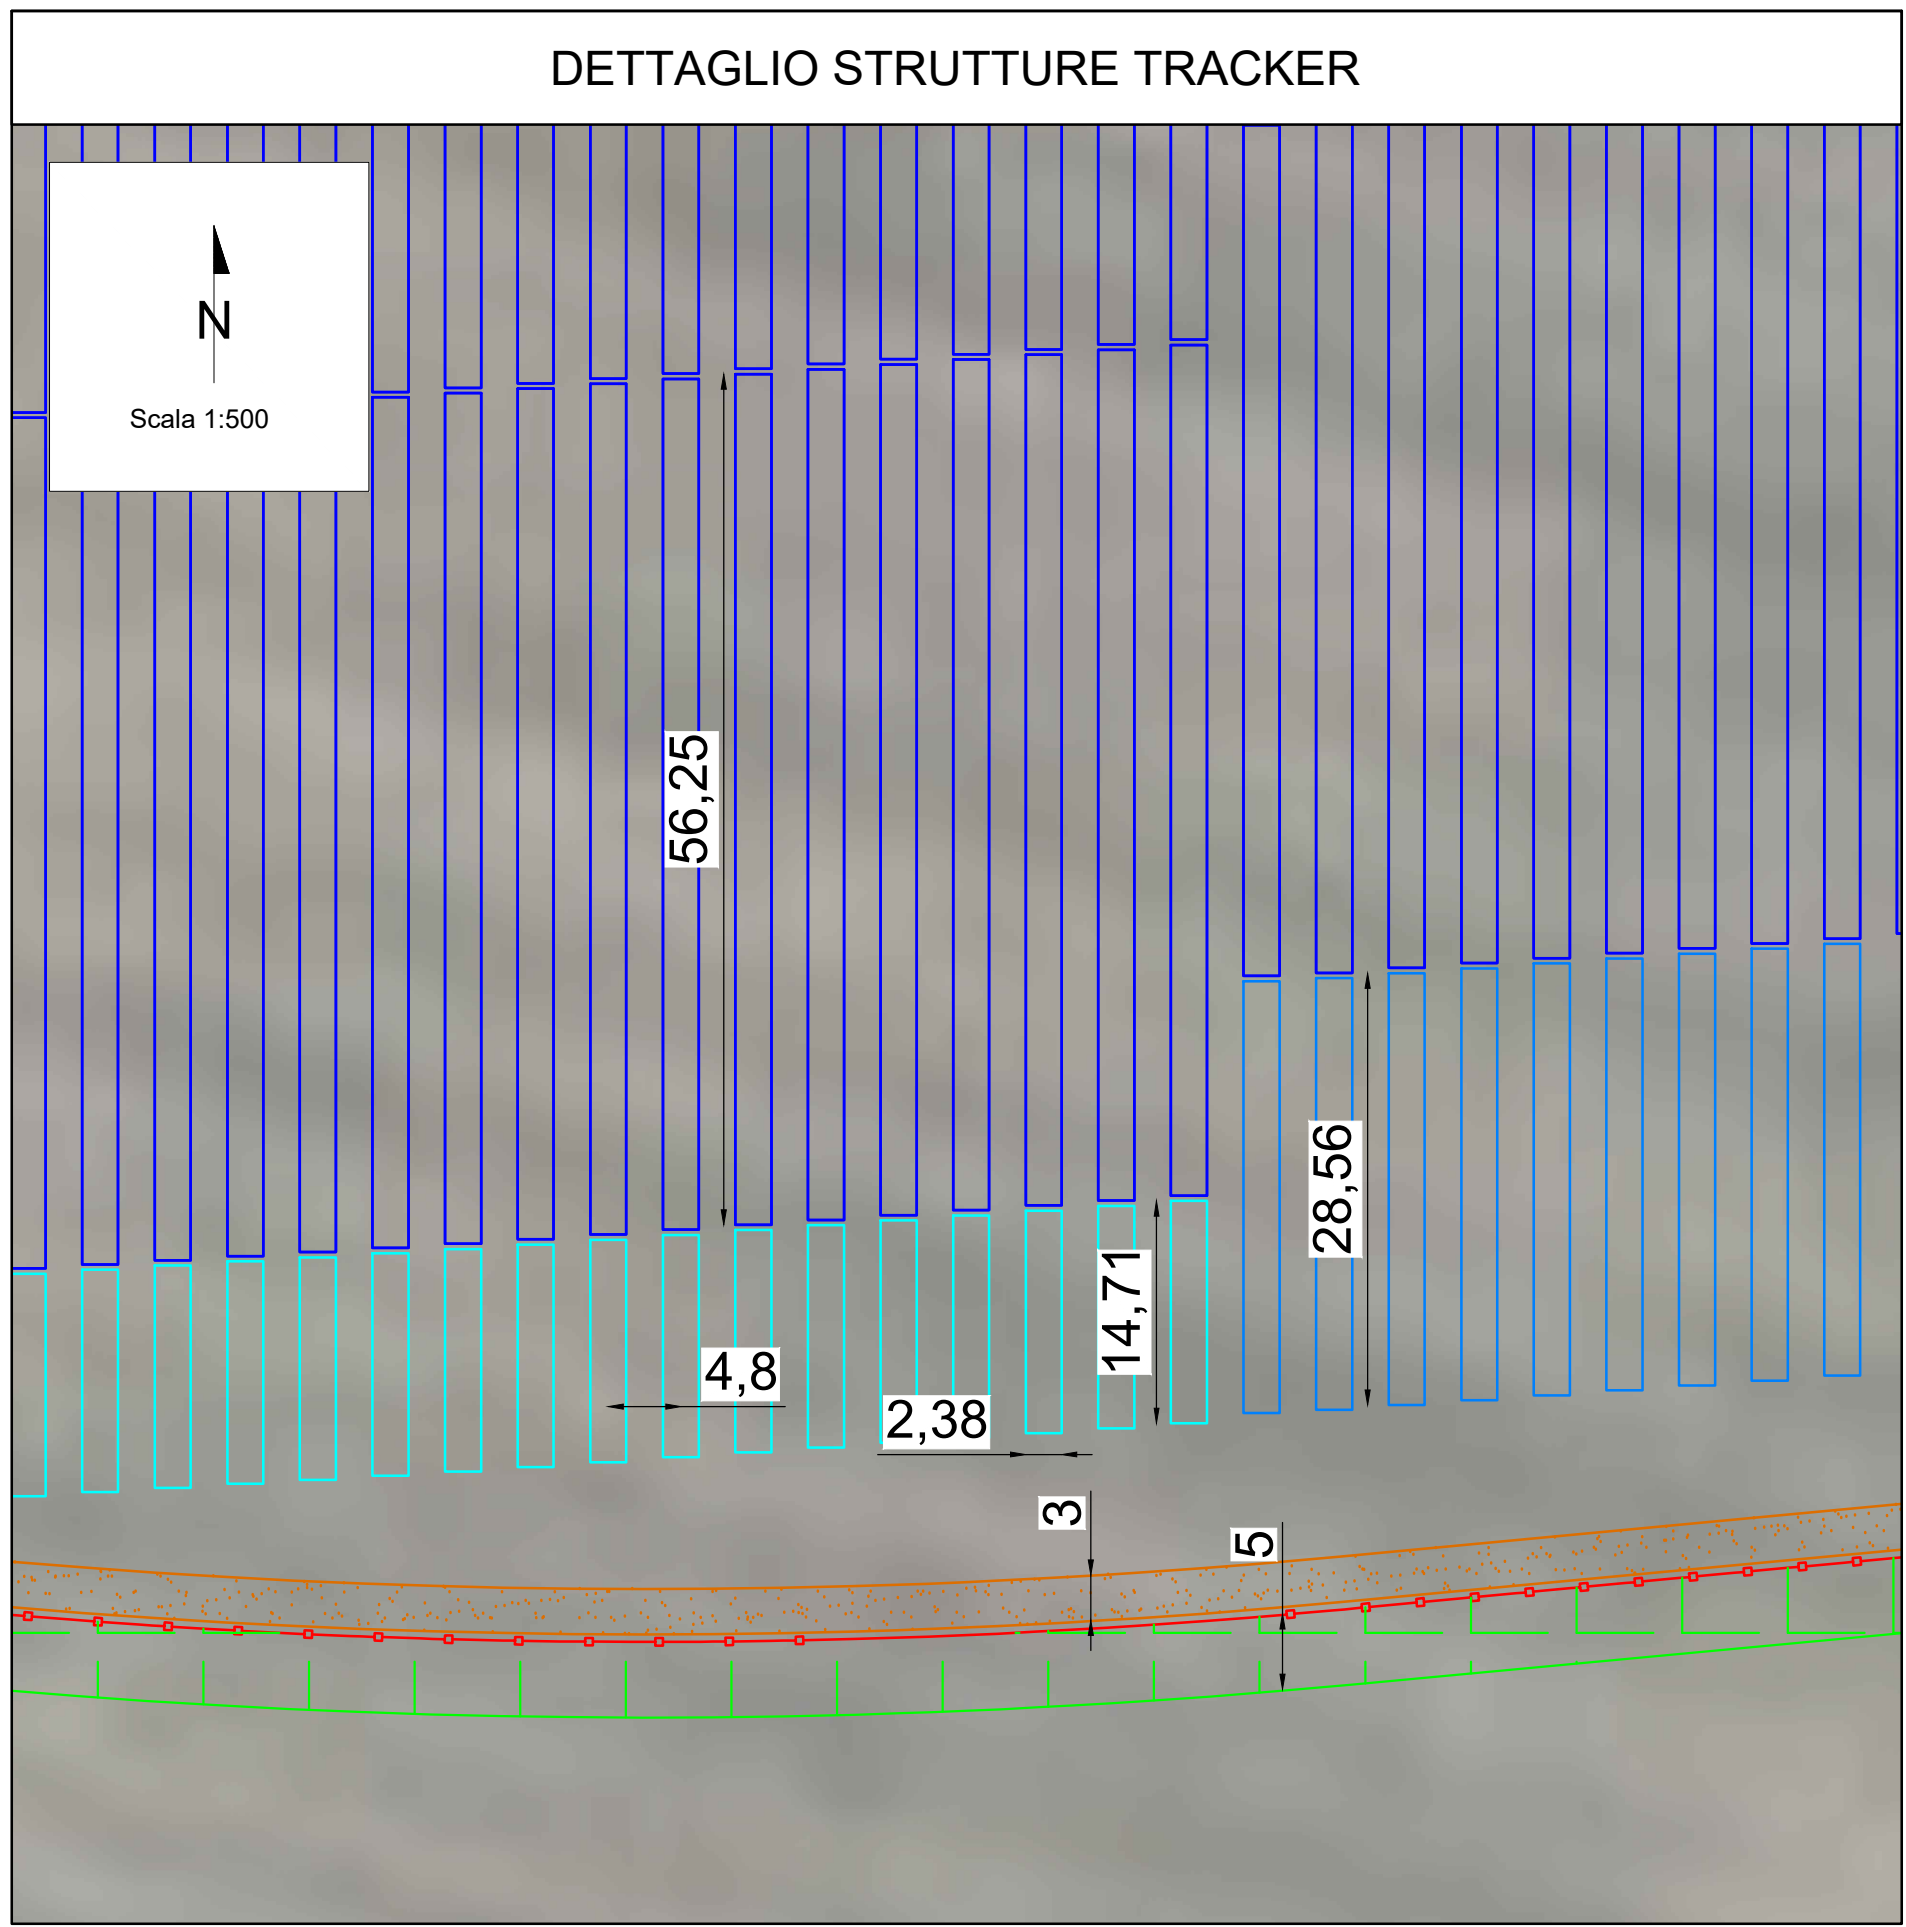 DETTAGLIO STRUTTURE TRACKER
N
Scala 1:500
56,25
28,56
14,71
4,8
2,38
3
5